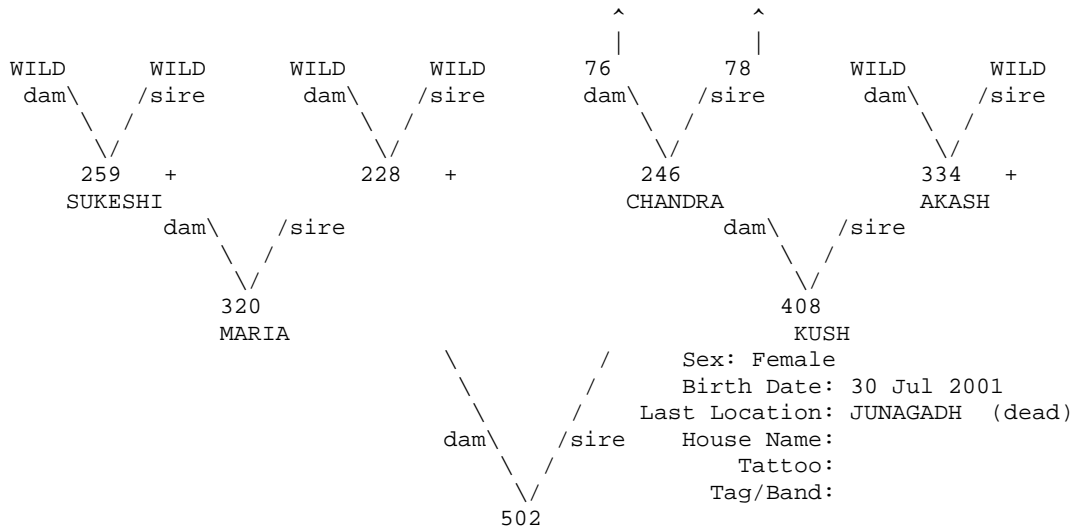 ^ ^
| |
WILD WILD WILD WILD 76 78 WILD WILD
dam\ /sire dam\ /sire dam\ /sire dam\ /sire
\ / \ / \ / \ /
\/ \/ \/ \/
259 + 228 + 246 334 +
SUKESHI CHANDRA AKASH
dam\ /sire dam\ /sire
\ / \ /
\/ \/
320 408
MARIA KUSH
\ / Sex: Female
\ / Birth Date: 30 Jul 2001
\ / Last Location: JUNAGADH (dead)
dam\ /sire House Name:
\ / Tattoo:
\/ Tag/Band:
502